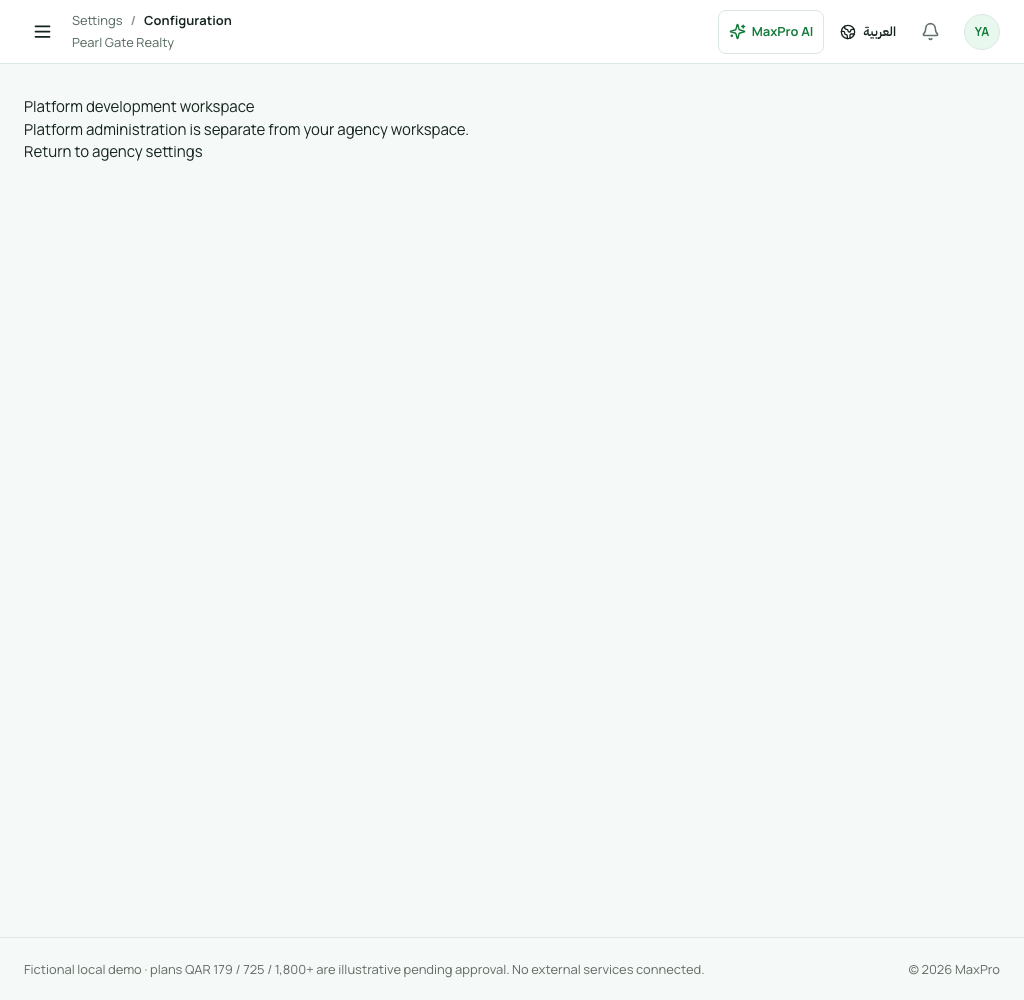 Settings / Configuration
Pearl Gate Realty
MaxPro AI
العربية
YA
Platform development workspace
Platform administration is separate from your agency workspace.
Return to agency settings
Fictional local demo · plans QAR 179 / 725 / 1,800+ are illustrative pending approval. No external services connected.
© 2026 MaxPro